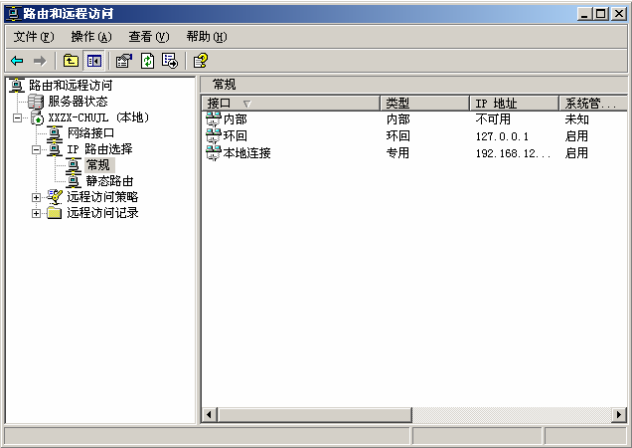 路由和远程访问
文件(F) 操作(A) 查看(V) 帮助(H)
路由和远程访问
服务器状态
XXZX-CHUJL (本地)
网络接口
IP 路由选择
常规
静态路由
远程访问策略
远程访问记录
常规
接口 类型 IP 地址 系统管...
内部 内部 不可用 未知
环回 环回 127.0.0.1 启用
本地连接 专用 192.168.12... 启用